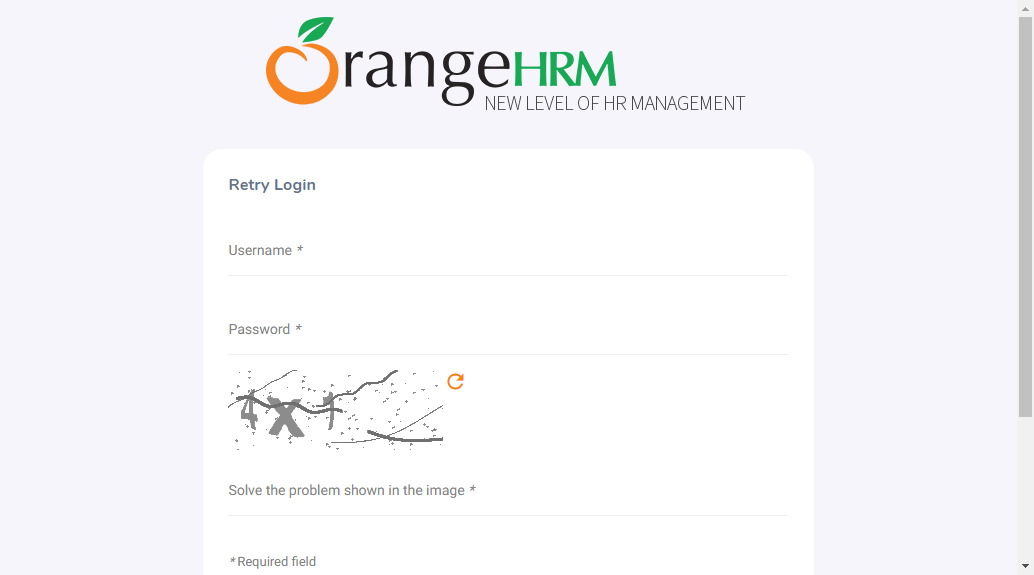 OrangeHRM
NEW LEVEL OF HR MANAGEMENT
Retry Login
Username *
Password *
4 X 1
Solve the problem shown in the image *
* Required field